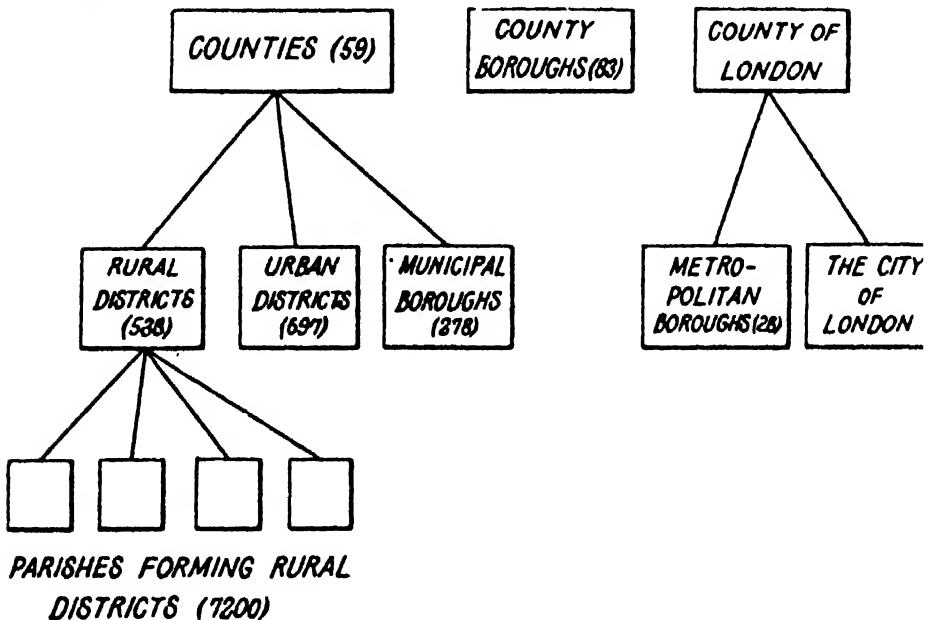 COUNTIES (59)
COUNTY
BOROUGHS (83)
COUNTY OF
LONDON
RURAL
DISTRICTS
(538)
URBAN
DISTRICTS
(697)
MUNICIPAL
BOROUGHS
(278)
METRO-
POLITAN
BOROUGHS (28)
THE CITY
OF
LONDON
PARISHES FORMING RURAL
DISTRICTS (7200)